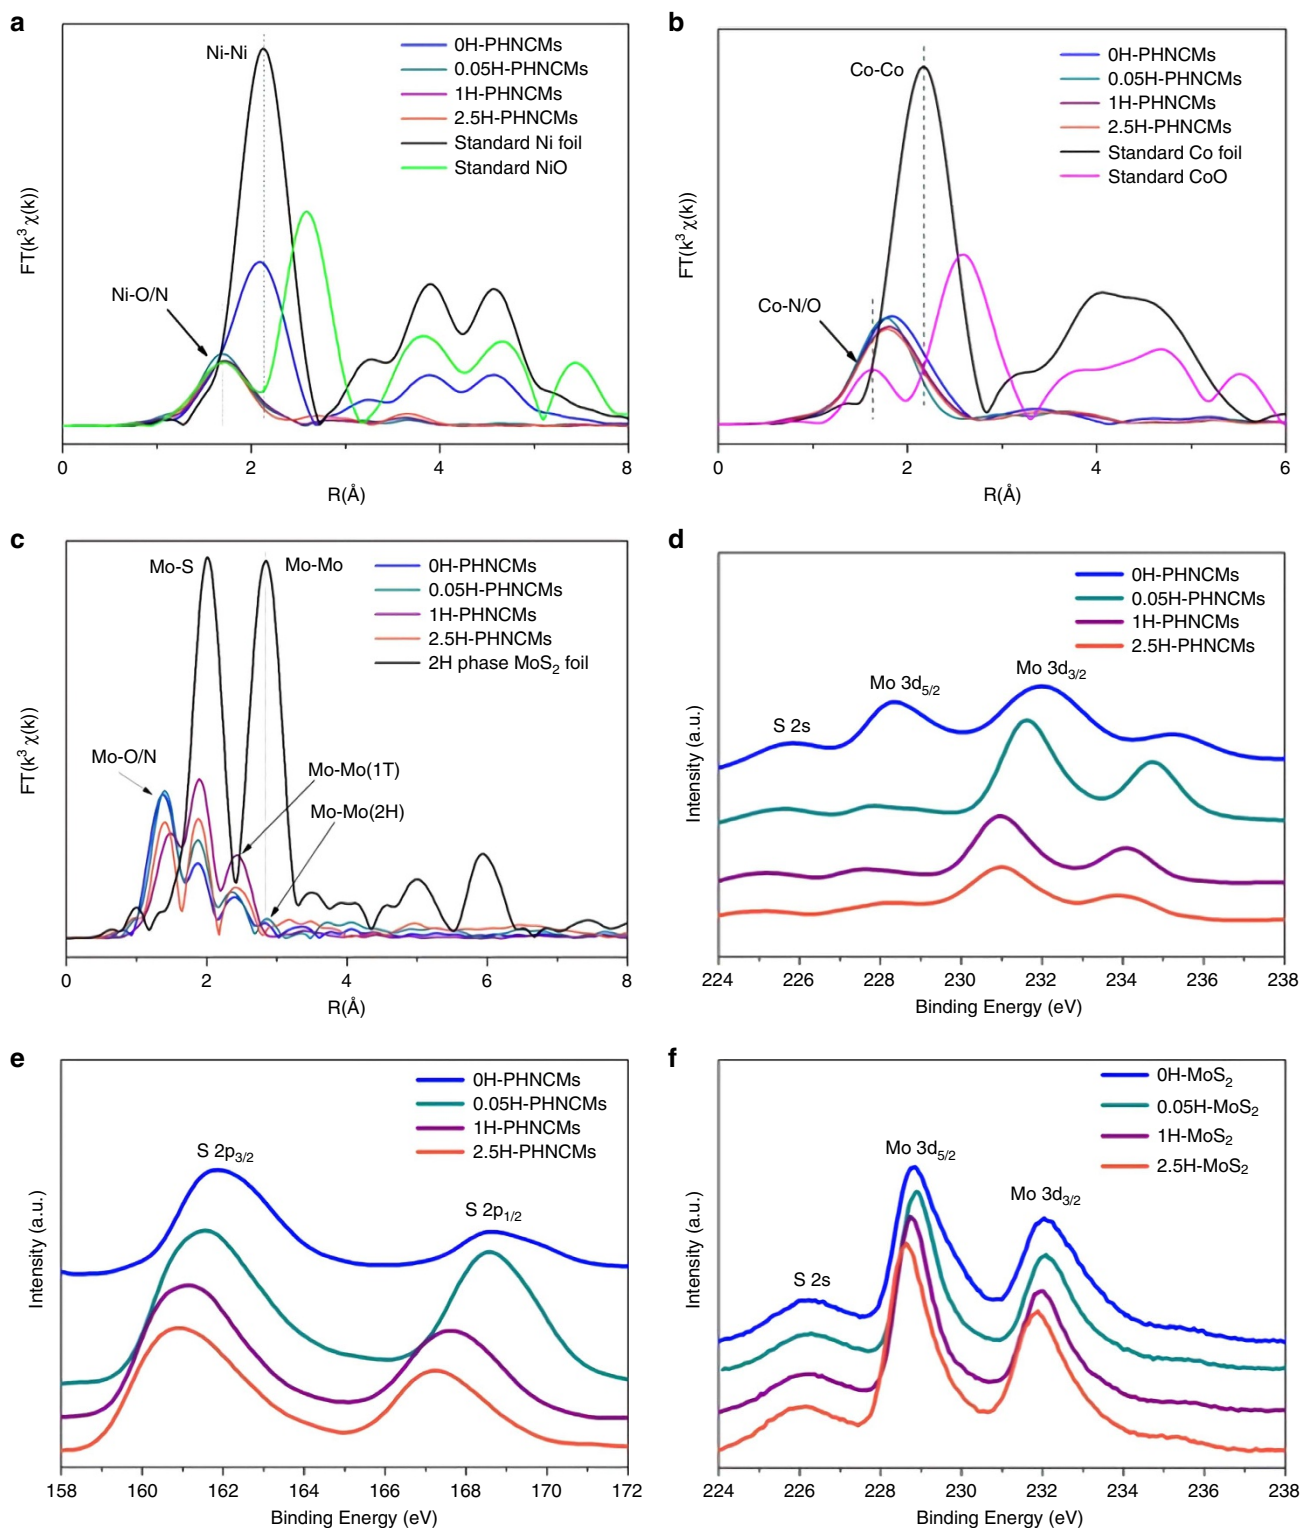 a
Ni-Ni
0H-PHNCMs
0.05H-PHNCMs
1H-PHNCMs
2.5H-PHNCMs
Standard Ni foil
Standard NiO
Ni-O/N
FT(k³ χ(k))
0 2 4 6 8
R(Å)
b
Co-Co
0H-PHNCMs
0.05H-PHNCMs
1H-PHNCMs
2.5H-PHNCMs
Standard Co foil
Standard CoO
Co-N/O
FT(k³ χ(k))
0 2 4 6
R(Å)
c
Mo-S
Mo-Mo
0H-PHNCMs
0.05H-PHNCMs
1H-PHNCMs
2.5H-PHNCMs
2H phase MoS₂ foil
Mo-O/N
Mo-Mo(1T)
Mo-Mo(2H)
FT(k³ χ(k))
0 2 4 6 8
R(Å)
d
0H-PHNCMs
0.05H-PHNCMs
1H-PHNCMs
2.5H-PHNCMs
S 2s
Mo 3d₅/₂
Mo 3d₃/₂
Intensity (a.u.)
224 226 228 230 232 234 236 238
Binding Energy (eV)
e
0H-PHNCMs
0.05H-PHNCMs
1H-PHNCMs
2.5H-PHNCMs
S 2p₃/₂
S 2p₁/₂
Intensity (a.u.)
158 160 162 164 166 168 170 172
Binding Energy (eV)
f
0H-MoS₂
0.05H-MoS₂
1H-MoS₂
2.5H-MoS₂
Mo 3d₅/₂
Mo 3d₃/₂
S 2s
Intensity (a.u.)
224 226 228 230 232 234 236 238
Binding Energy (eV)